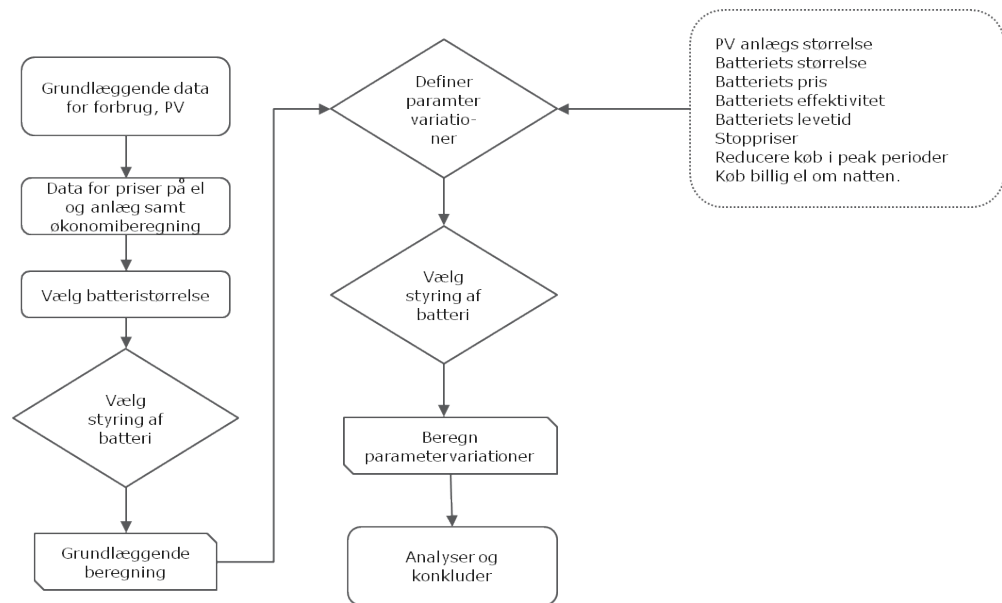 Grundlæggende data
for forbrug, PV
Data for priser på el
og anlæg samt
økonomiberegning
Vælg batteristørrelse
Vælg
styring af
batteri
Grundlæggende
beregning
Definer
paramter
variatio-
ner
PV anlægs størrelse
Batteriets størrelse
Batteriets pris
Batteriets effektivitet
Batteriets levetid
Stoppriser
Reducere køb i peak perioder
Køb billig el om natten.
Vælg
styring af
batteri
Beregn
parametervariationer
Analyser og
konkluder